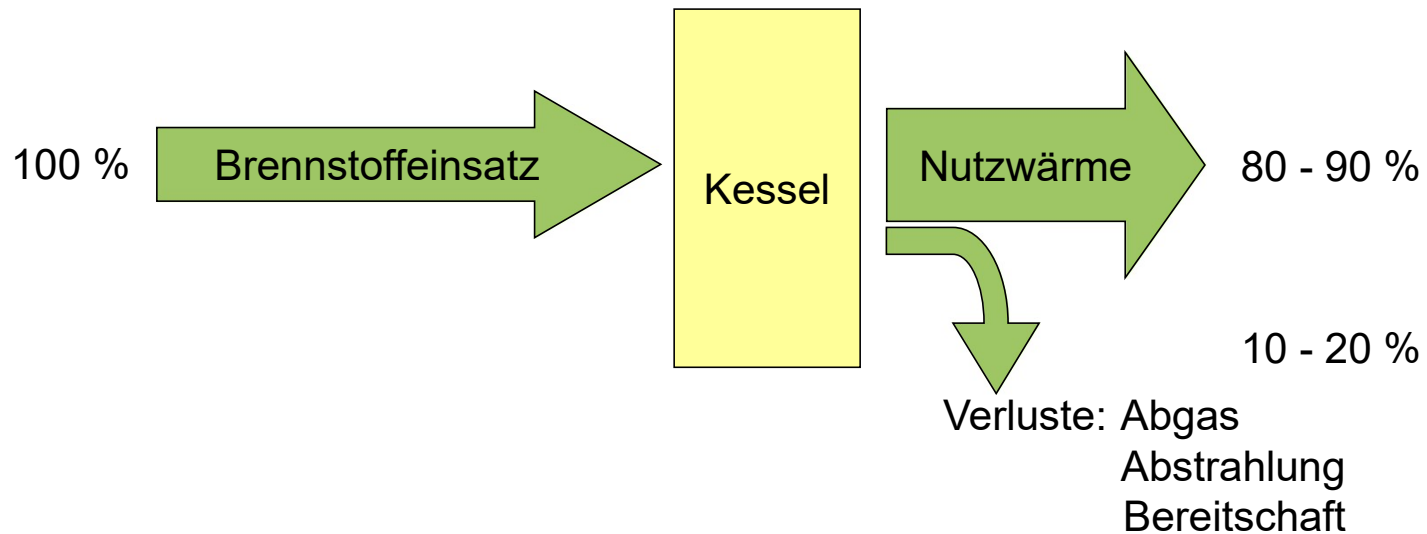 100 %
Brennstoffeinsatz
Kessel
Nutzwärme
80 - 90 %
10 - 20 %
Verluste: Abgas
Abstrahlung
Bereitschaft